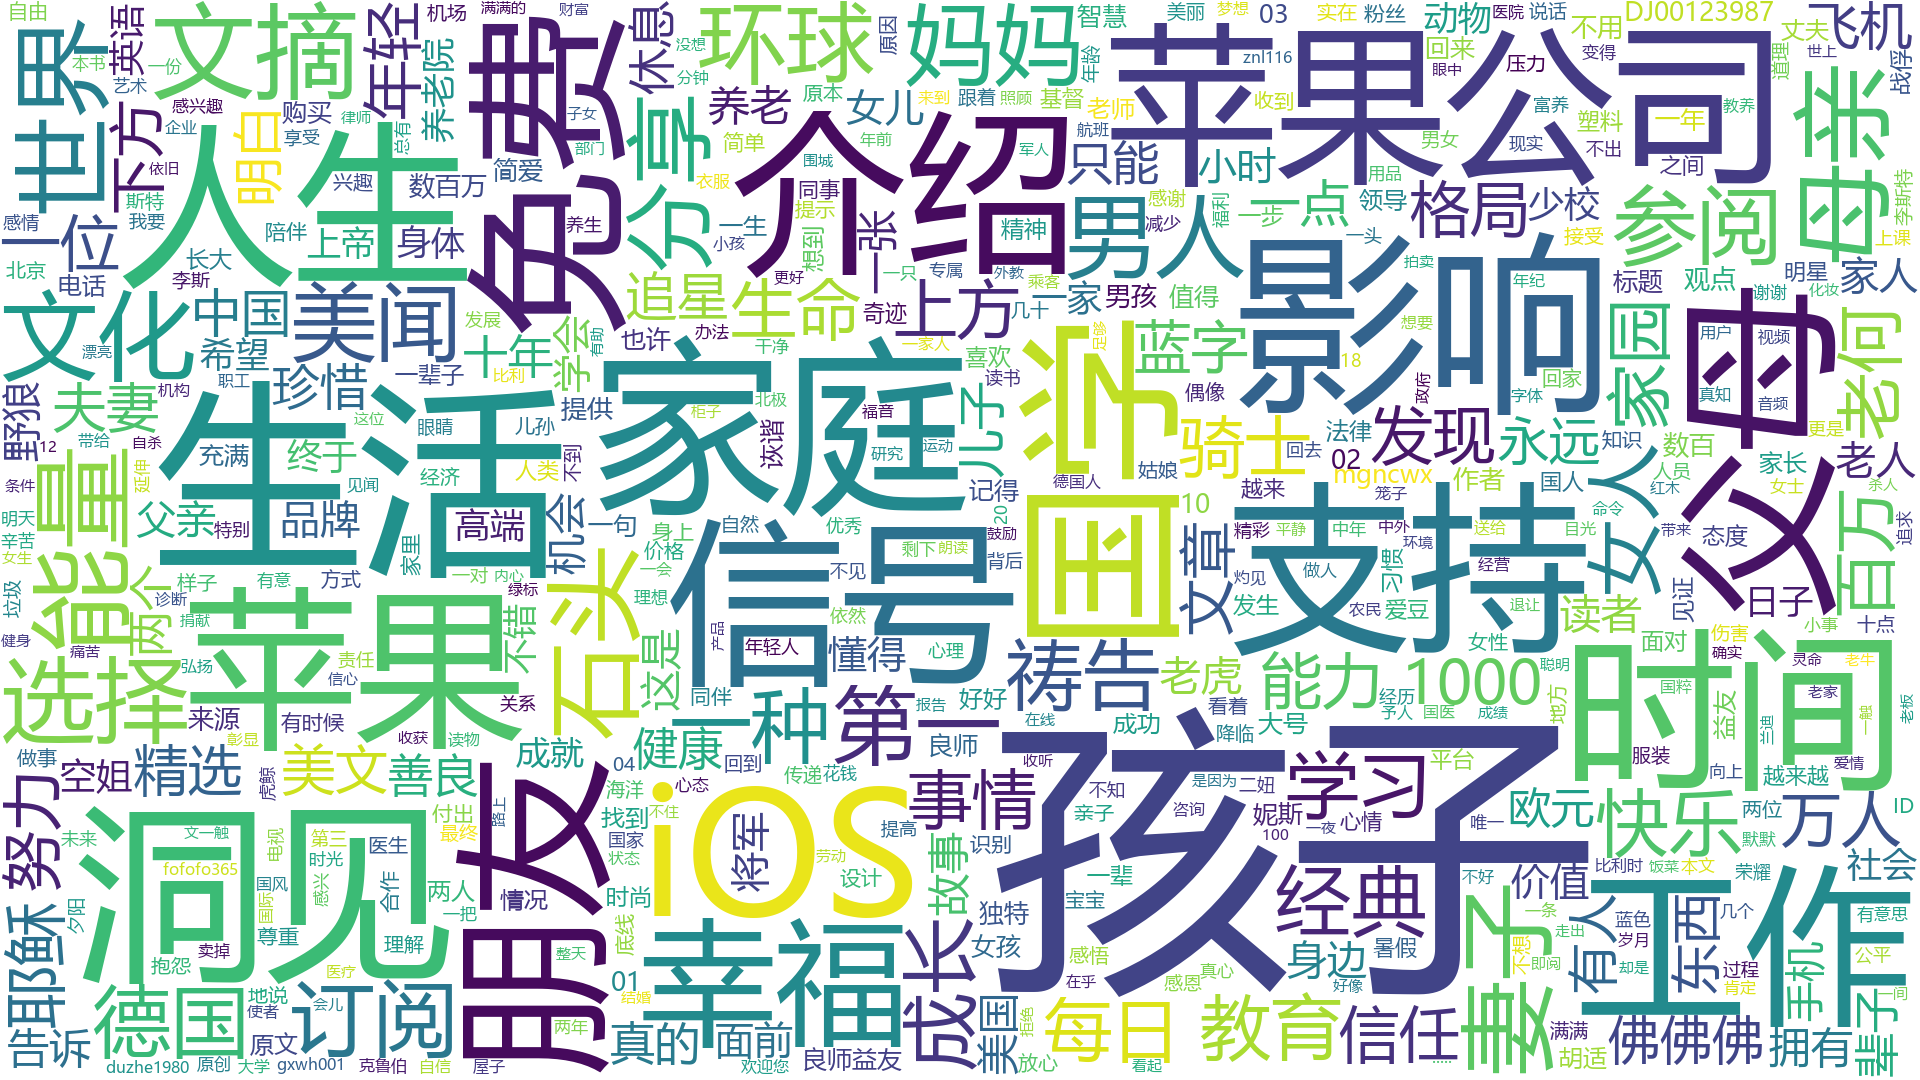 自由
机场
满满的
财富
智慧
美丽
梦想
03
实在
粉丝
动物
医院
说话
不用
DJ00123987
丈夫
飞机
世界
英语
文摘
年轻
免费
休息
环球
妈妈
苹果公司
母亲
战俘
本书
一份
艺术
感兴趣
养老院
没想
分钟
原因
原本
年龄
znl116
回来
眼中
压力
变得
道理
世上
下方
购买
企业
享受
律师
子女
养老
女儿
来到
照顾
跟着
基督
老师
收到
富养
塑料
一年
教养
明白
依旧
兴趣
总有
数百万
简爱
部门
分享
简单
年前
围城
介绍
航班
军人
只能
小时
男女
现实
不出
之间
斯特
我要
感情
陪伴
人生
上帝
身体
养生
衣服
同事
提示
一生
小孩
想到
一张
精神
男人
感谢
减少
福利
一步
一点
用品
领导
格局
少校
接受
参阅
李斯特
上课
一位
北京
电话
长大
李斯
追星
生命
更好
一只
专属
外教
乘客
上方
奇迹
几十
一家
男孩
值得
一头
影响
拍卖
年纪
标题
观点
明星
化妆
家人
文化
中国
美闻
发展
十年
学会
有助
也许
办法
干净
一家人
喜欢
读书
蓝字
偶像
18
想要
政府
字体
回家
家园
谢谢
用户
视频
真知
音频
老何
漂亮
希望
职工
珍惜
一辈子
比利
提供
家庭
柜子
北极
福音
儿子
国学
庄睑
骑士
发现
法律
02
永远
知识
数百
更是
父母
野狼
夫妻
机构
这位
眼睛
儿孙
生活
诙谐
研究
运动
记得
德国人
姑娘
回去
mgncwx
作者
国人
人员
家长
女士
老人
12
带给
自杀
充满
终于
经济
人类
不到
越来
10
笼子
红木
杀人
条件
能量
延伸
见闻
父亲
特别
品牌
高端
机会
一句
身上
自然
优秀
20
鼓励
精彩
平静
中年
中外
送给
目光
命令
女人
带来
态度
追求
明天
辛苦
女生
家里
价格
信号
剩下
朗读
背后
文章
支持
环境
百万
垃圾
两个
样子
有意
方式
一对
内心
一会
不见
灼见
做人
习惯
经营
见证
日子
诊断
捐献
苹果
绿标
石头
理想
依然
发生
爱豆
农民
退让
读者
小事
十点
健身
痛苦
弘扬
责任
信心
不错
这是
产品
年轻人
懂得
心理
祷告
老虎
女性
能力
1000
聪明
面对
伤害
确实
灵命
老牛
选择
来源
有时候
关系
同伴
一种
第一
报告
好好
在线
成功
看着
大号
经历
予人
国医
成绩
国粹
地方
益友
时间
老家
兰迪
一触
老板
做事
彰显
收获
读物
成就
健康
良师
降临
服装
向上
越来越
爱情
努力
空姐
精选
虎鲸
美文
善良
04
海洋
心态
回到
传递
花钱
事情
收听
不知
是因为
二妞
学习
平台
欧元
快乐
两位
万人
ID
未来
文一触
第三
付出
最终
路上
朋友
找到
不住
iOS
提高
孩子
亲子
咨询
妮斯
100
一夜
心情
唯一
默默
洞见
fofofo365
电视
时光
医生
国家
状态
将军
劳动
识别
一辈
经典
比利时
饭菜
本文
荣耀
社会
耶稣
夕阳
国风
国际
感兴
合作
两人
情况
时尚
设计
故事
宝宝
不好
价值
工作
有意思
尊重
一把
底线
独特
一条
有人
蓝色
几个
岁月
抱怨
卖掉
理解
整天
幸福
成长
女孩
感悟
身边
暑假
妻子
不想
走出
东西
公平
医疗
01
在乎
感恩
真心
好像
即阅
却是
过程
肯定
手机
德国
地说
使者
会儿
订阅
结婚
美国
拒绝
每日
教育
信任
满满
一间
告诉
原文
两年
真的
面前
良师益友
放心
看起
胡适
佛佛佛
拥有
辈子
duzhe1980
原创
大学
gxwh001
克鲁伯
自信
屋子
欢迎您
……